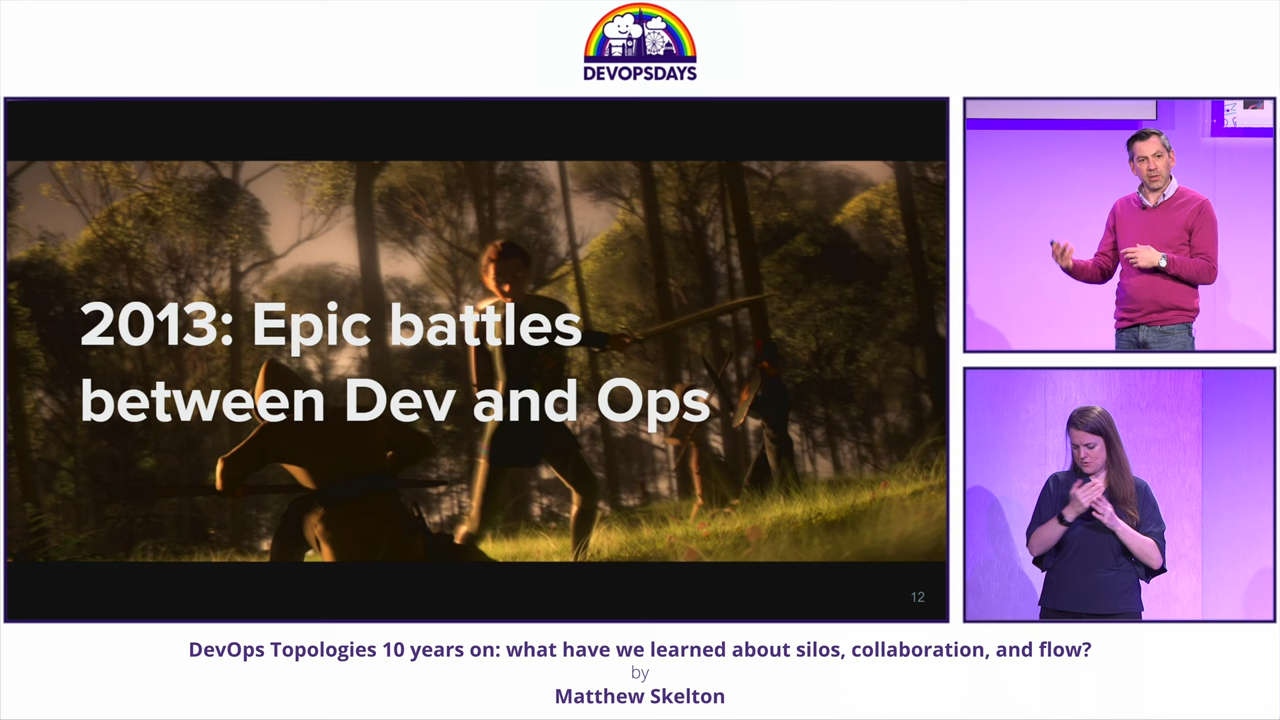 DEVOPSDAYS
2013: Epic battles
between Dev and Ops
12
DevOps Topologies 10 years on: what have we learned about silos, collaboration, and flow?
by
Matthew Skelton